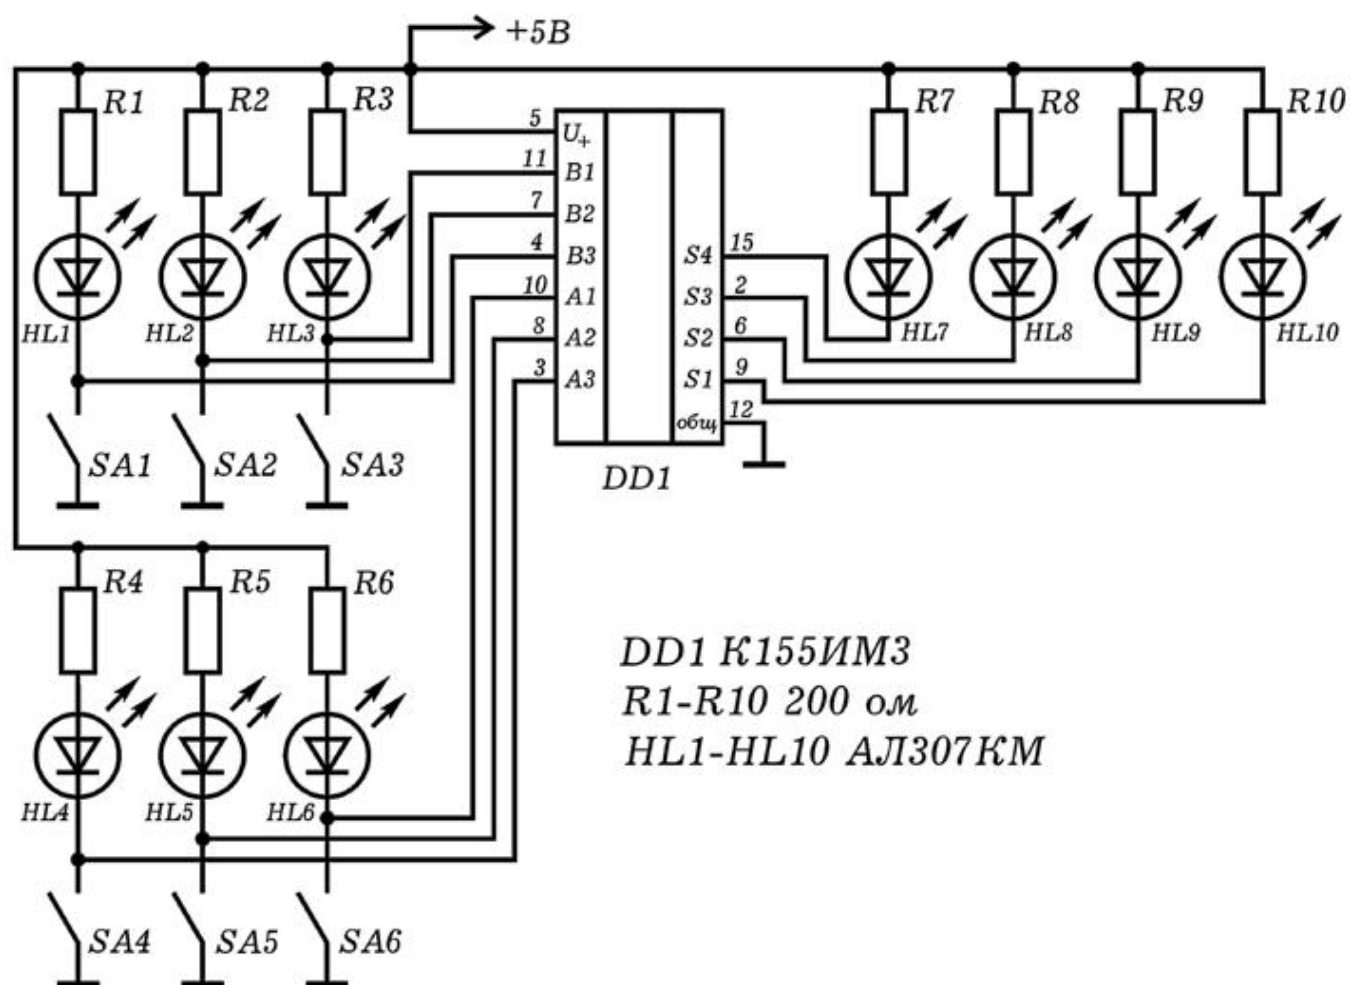 +5В
R1
R2
R3
R7
R8
R9
R10
5
U+
11
B1
7
B2
4
B3
10
A1
8
A2
3
A3
S4
15
S3
2
S2
6
S1
9
общ
12
DD1
HL1
HL2
HL3
HL7
HL8
HL9
HL10
SA1
SA2
SA3
R4
R5
R6
HL4
HL5
HL6
SA4
SA5
SA6
DD1 К155ИМ3
R1-R10 200 ом
HL1-HL10 АЛ307КМ